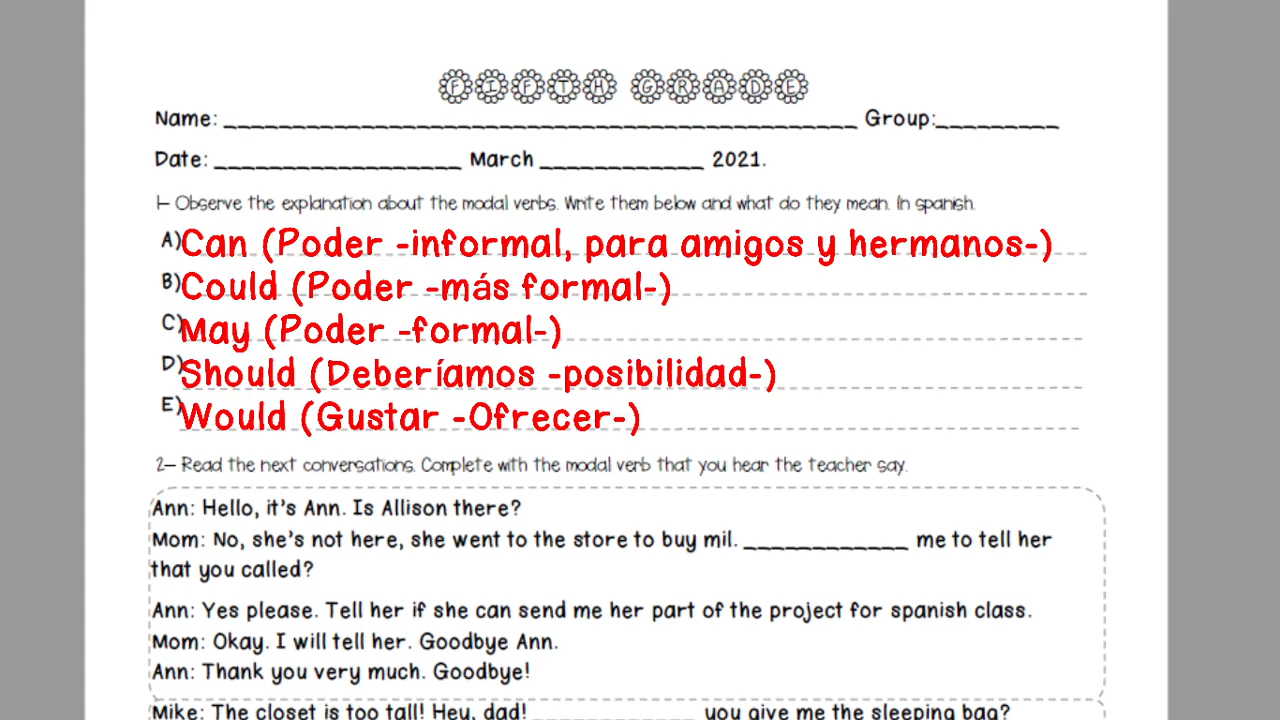 FIFTH GRADE
Name: ______________________________________________ Group:_________
Date: __________________ March ____________ 2021.
1- Observe the explanation about the modal verbs. Write them below and what do they mean. In spanish.
A)Can (Poder -informal, para amigos y hermanos-)
B)Could (Poder -más formal-)
C)May (Poder -formal-)
D)Should (Deberíamos -posibilidad-)
E)Would (Gustar -Ofrecer-)
2- Read the next conversations. Complete with the modal verb that you hear the teacher say.
Ann: Hello, it's Ann. Is Allison there?
Mom: No, she's not here, she went to the store to buy mil. ____________ me to tell her
that you called?
Ann: Yes please. Tell her if she can send me her part of the project for spanish class.
Mom: Okay. I will tell her. Goodbye Ann.
Ann: Thank you very much. Goodbye!
Mike: The closet is too tall! Hey, dad! ____________ you give me the sleeping bag?